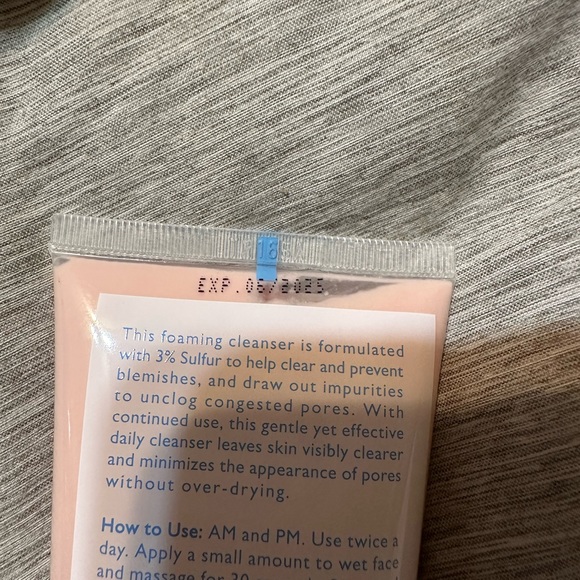 EXP.06/2025
This foaming cleanser is formulated
with 3% Sulfur to help clear and prevent
blemishes, and draw out impurities
to unclog congested pores. With
continued use, this gentle yet effective
daily cleanser leaves skin visibly clearer
and minimizes the appearance of pores
without over-drying.
How to Use: AM and PM. Use twice a
day. Apply a small amount to wet face
and massage for 30